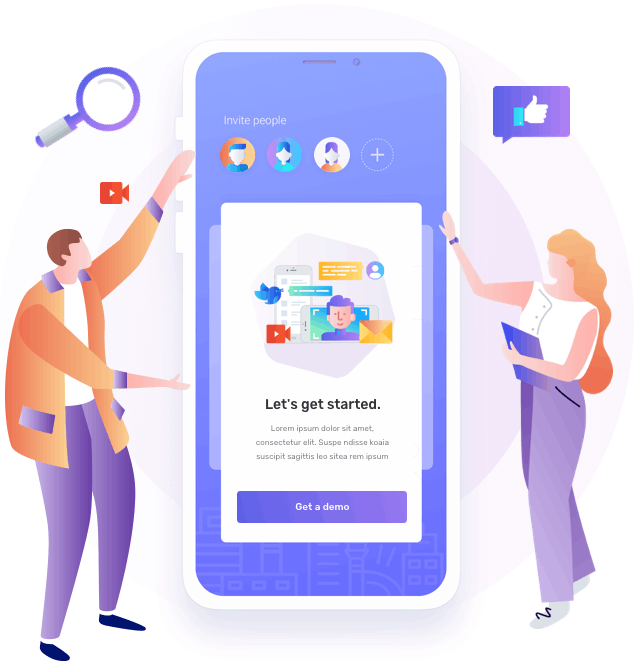 Invite people
Let's get started.
Lorem ipsum dolor sit amet,
consectetur elit. Suspe ndisse koaia
suscipit sagittis leo sitea rem ipsum
Get a demo